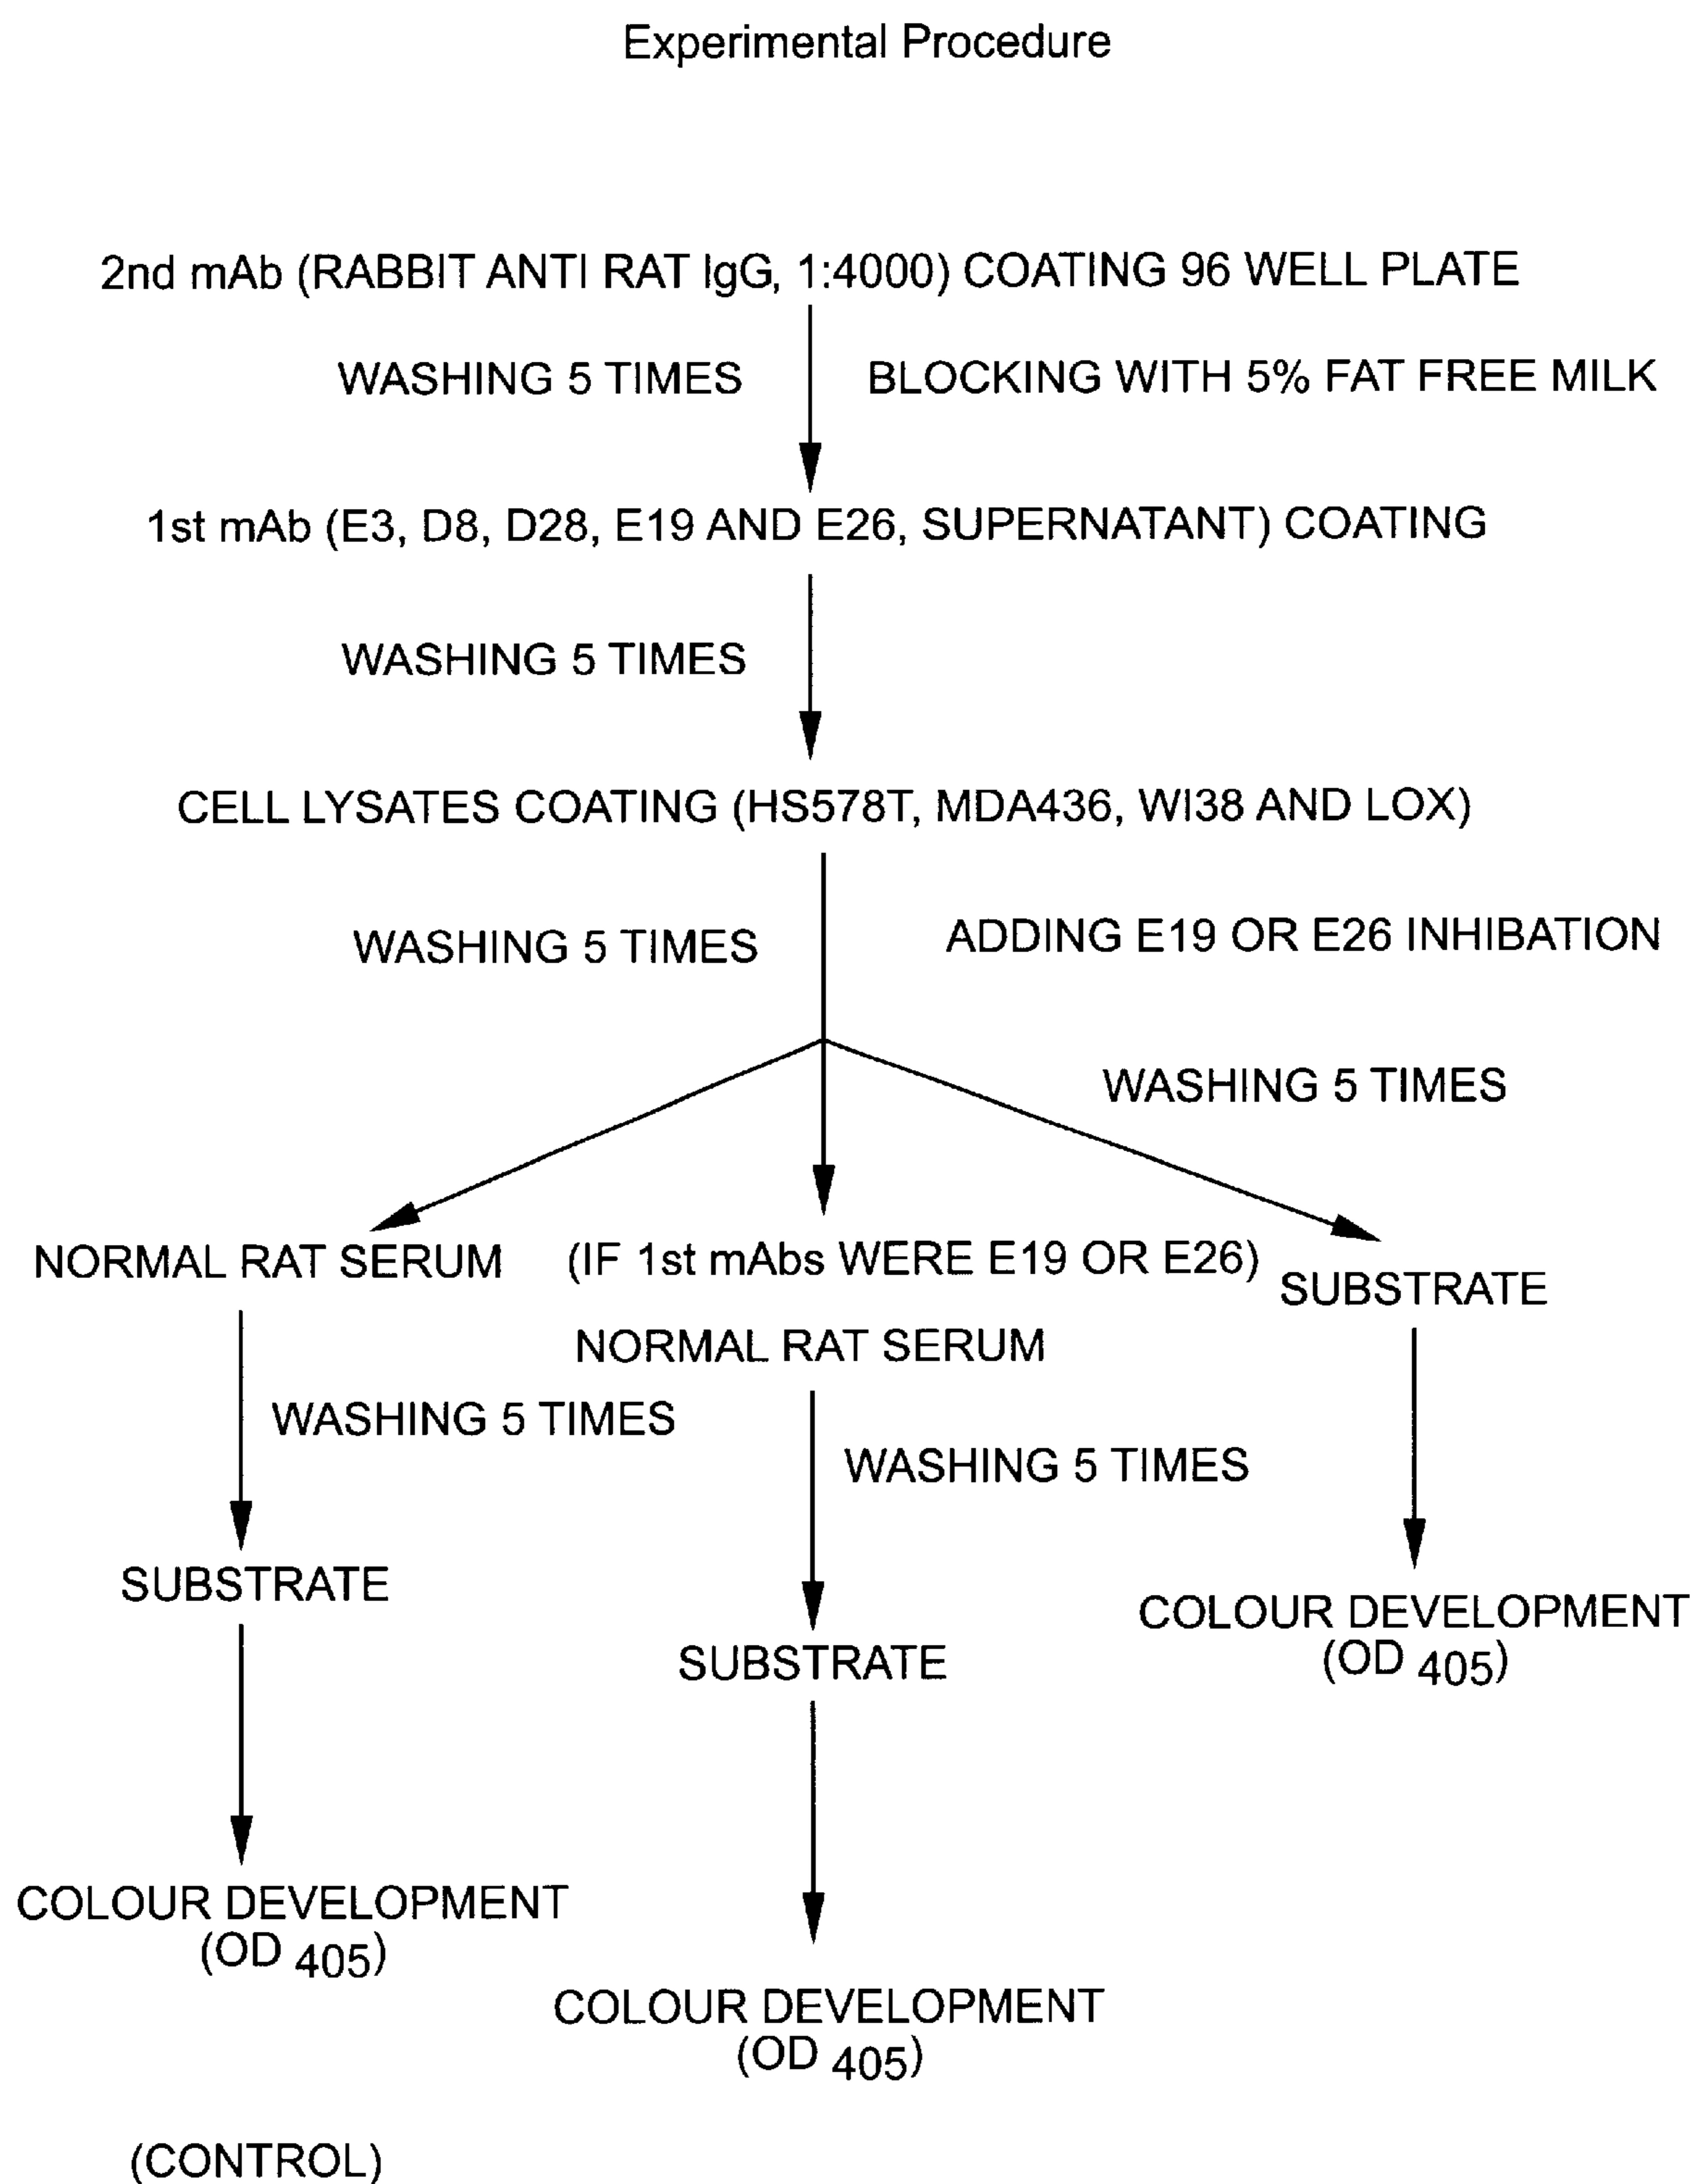 Experimental Procedure
2nd mAb (RABBIT ANTI RAT IgG, 1:4000) COATING 96 WELL PLATE
WASHING 5 TIMES
BLOCKING WITH 5% FAT FREE MILK
1st mAb (E3, D8, D28, E19 AND E26, SUPERNATANT) COATING
WASHING 5 TIMES
CELL LYSATES COATING (HS578T, MDA436, WI38 AND LOX)
WASHING 5 TIMES
ADDING E19 OR E26 INHIBATION
WASHING 5 TIMES
NORMAL RAT SERUM
WASHING 5 TIMES
SUBSTRATE
COLOUR DEVELOPMENT
(OD 405)
(CONTROL)
(IF 1st mAbs WERE E19 OR E26)
NORMAL RAT SERUM
WASHING 5 TIMES
SUBSTRATE
COLOUR DEVELOPMENT
(OD 405)
SUBSTRATE
COLOUR DEVELOPMENT
(OD 405)